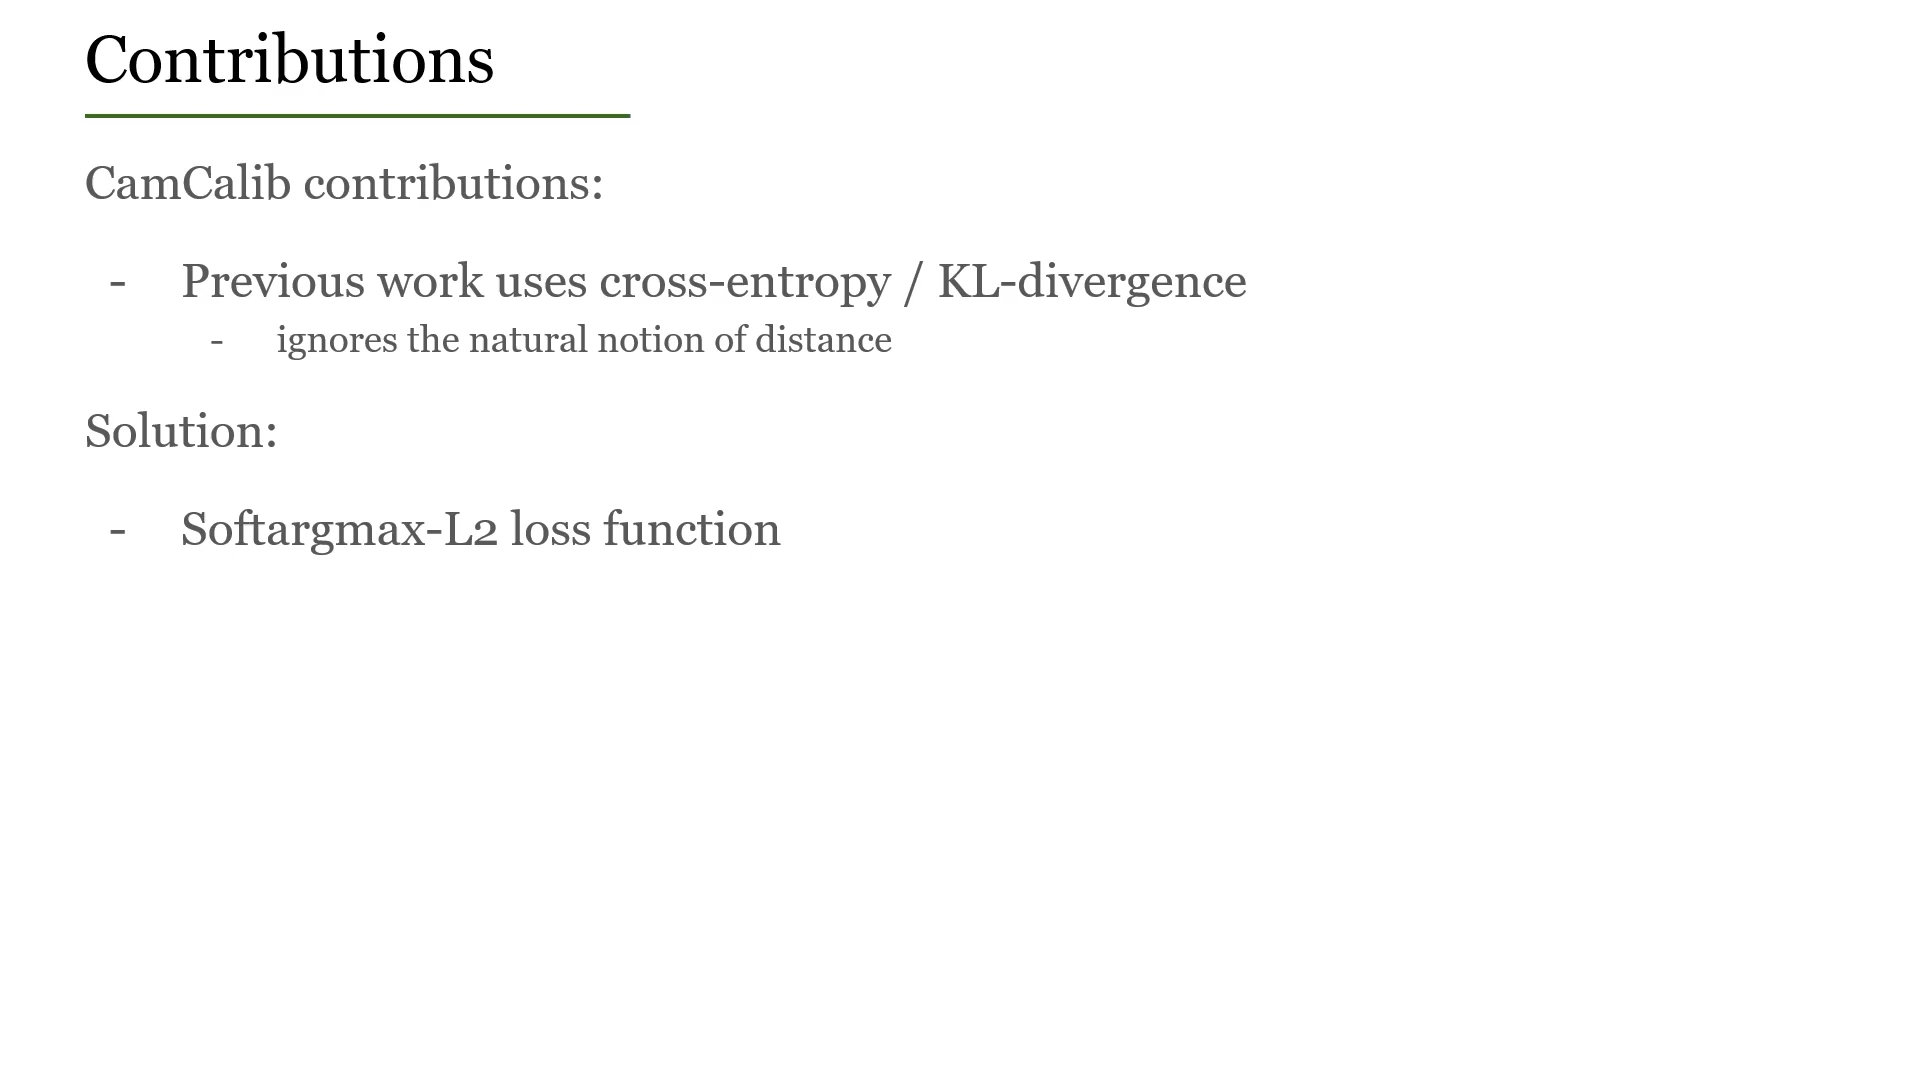 Contributions
CamCalib contributions:
- Previous work uses cross-entropy / KL-divergence
- ignores the natural notion of distance
Solution:
- Softargmax-L2 loss function